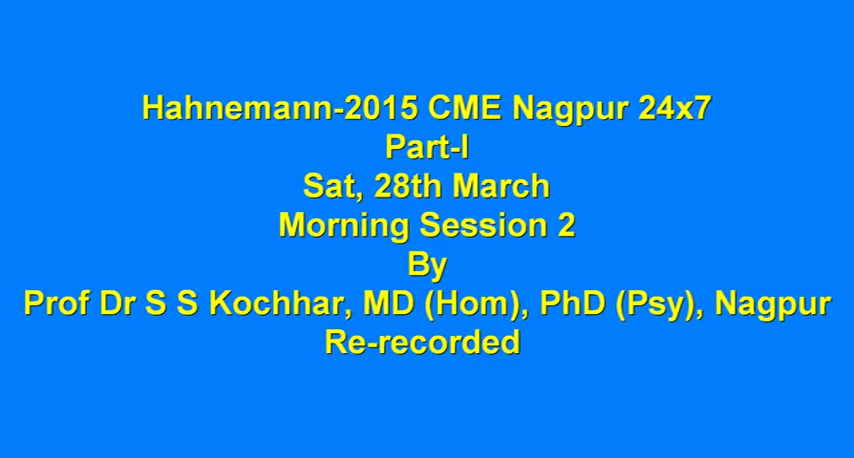 Hahnemann-2015 CME Nagpur 24x7
Part-I
Sat, 28th March
Morning Session 2
By
Prof Dr S S Kochhar, MD (Hom), PhD (Psy), Nagpur
Re-recorded